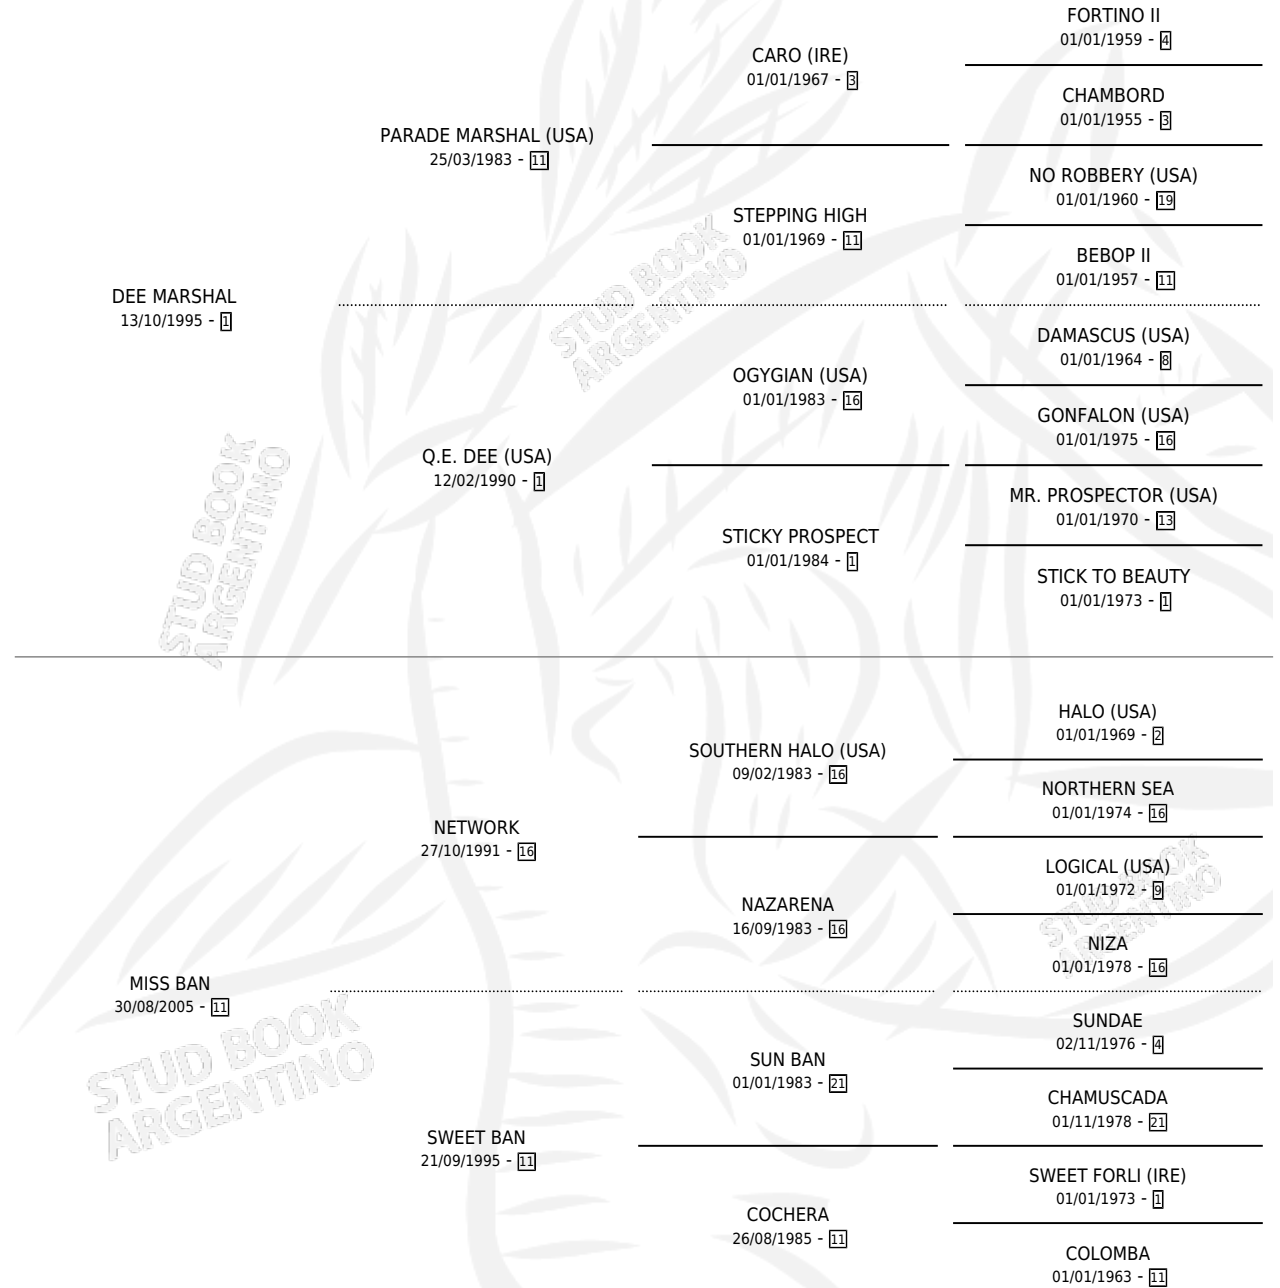 FORTINO II
01/01/1959 - 4
CARO (IRE)
01/01/1967 - 3
CHAMBORD
01/01/1955 - 3
PARADE MARSHAL (USA)
25/03/1983 - 11
NO ROBBERY (USA)
01/01/1960 - 19
STEPPING HIGH
01/01/1969 - 11
BEBOP II
01/01/1957 - 11
DEE MARSHAL
13/10/1995 - 1
STUD BOOK
ARGENTINO
DAMASCUS (USA)
01/01/1964 - 8
OGYGIAN (USA)
01/01/1983 - 16
GONFALON (USA)
01/01/1975 - 16
Q.E. DEE (USA)
12/02/1990 - 1
MR. PROSPECTOR (USA)
01/01/1970 - 13
STICKY PROSPECT
01/01/1984 - 1
STICK TO BEAUTY
01/01/1973 - 1
STUD BOOK
ARGENTINO
HALO (USA)
01/01/1969 - 2
SOUTHERN HALO (USA)
09/02/1983 - 16
NORTHERN SEA
01/01/1974 - 16
NETWORK
27/10/1991 - 16
LOGICAL (USA)
01/01/1972 - 9
NAZARENA
16/09/1983 - 16
NIZA
01/01/1978 - 16
STUD BOOK
ARGENTINO
MISS BAN
30/08/2005 - 11
SUNDAE
02/11/1976 - 4
SUN BAN
01/01/1983 - 21
CHAMUSCADA
01/11/1978 - 21
STUD BOOK
ARGENTINO
SWEET BAN
21/09/1995 - 11
SWEET FORLI (IRE)
01/01/1973 - 1
COCHERA
26/08/1985 - 11
COLOMBA
01/01/1963 - 11